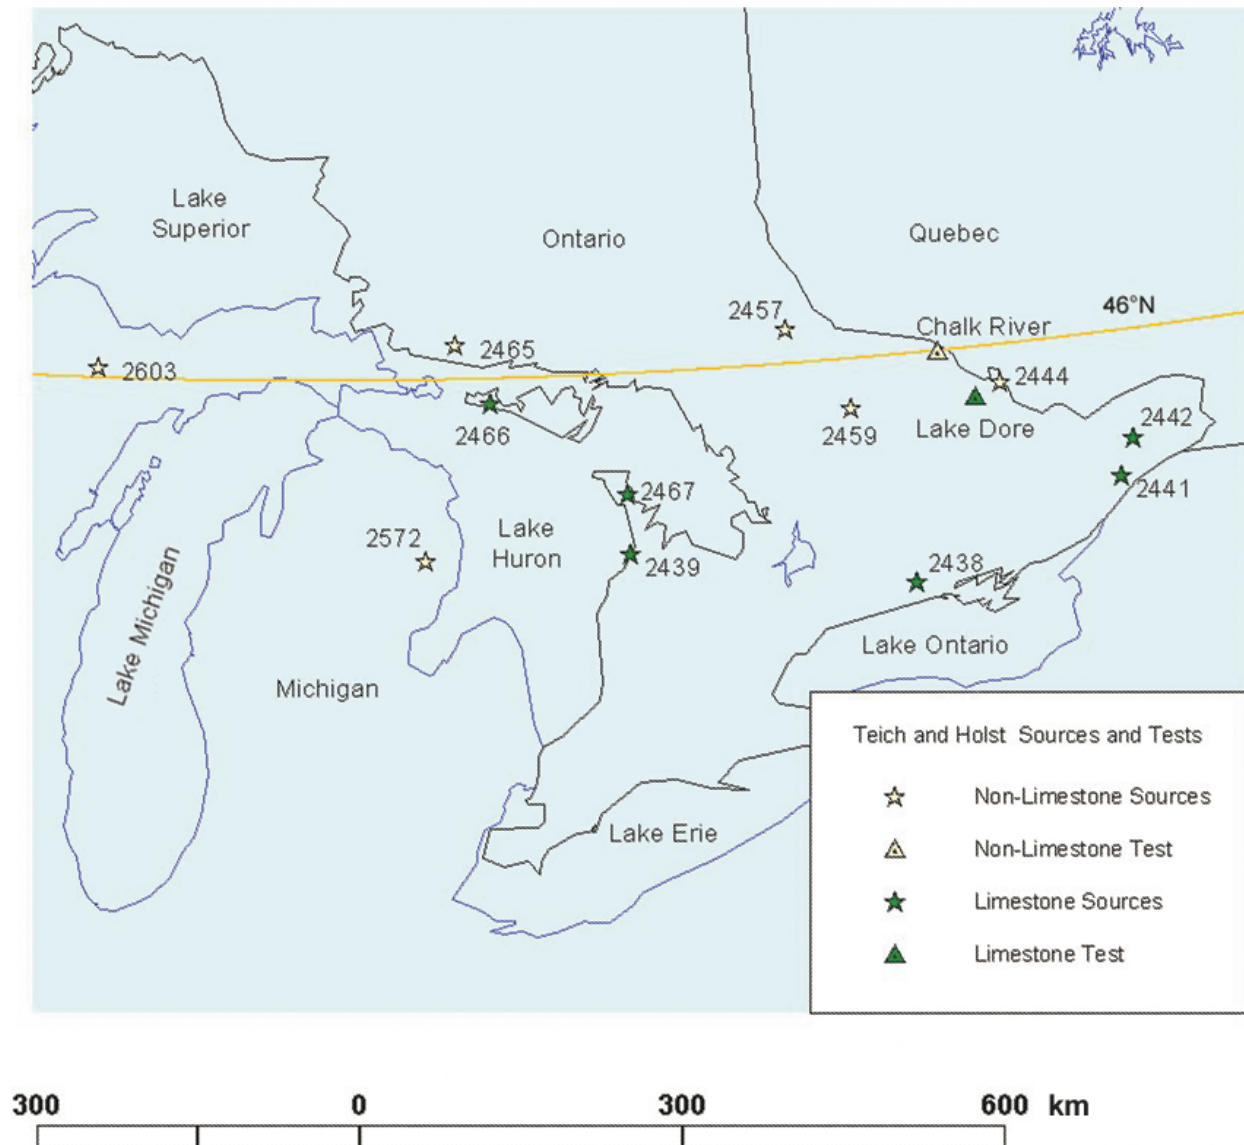 Lake
Superior
Ontario
Quebec
46°N
2457
Chalk River
2465
2603
2444
2466
2459
Lake Dore
2442
2441
2467
Lake
Huron
2572
2439
2438
Lake Michigan
Lake Ontario
Michigan
Teich and Holst Sources and Tests
Non-Limestone Sources
Non-Limestone Test
Lake Erie
Limestone Sources
Limestone Test
300 0 300 600 km